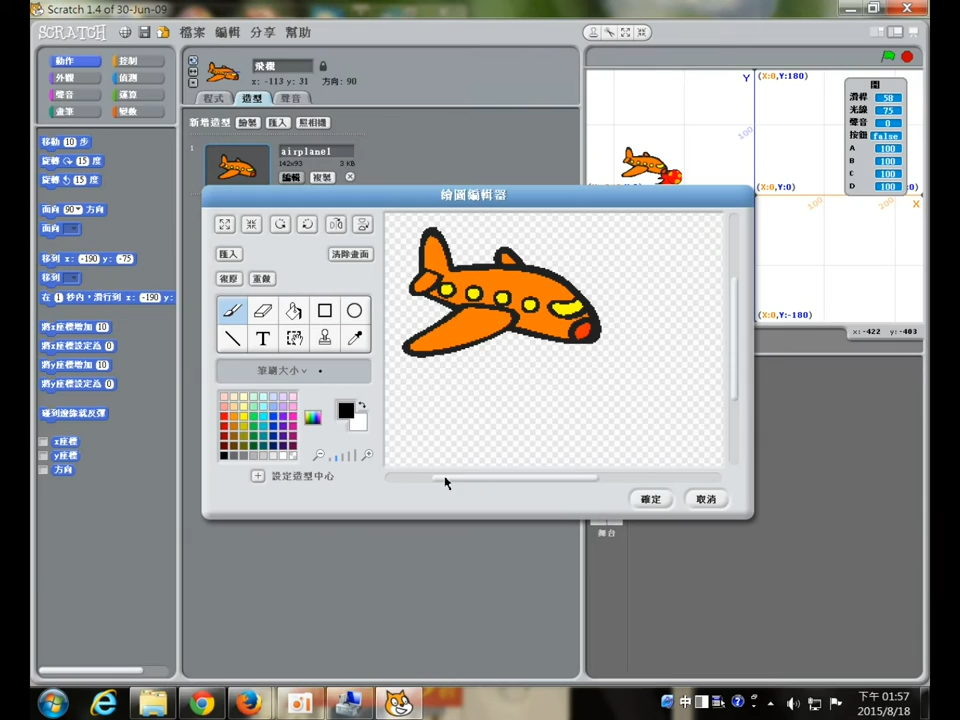 Scratch 1.4 of 30-Jun-09
SCRATCH 檔案 編輯 分享 幫助
動作 控制
外觀 偵測
聲音 運算
畫筆 變數
移動 10 步
旋轉 15 度
旋轉 15 度
面向 90 方向
面向
移到 x: -190 y: -75
移到
在 1 秒內,滑行到 x: -190 y:
將x座標增加 10
將x座標設定為 0
將y座標增加 10
將y座標設定為 0
碰到邊緣就反彈
x座標
y座標
方向
飛機
x: -113 y: 31 方向: 90
程式 造型 聲音
新增造型 繪製 匯入 照相機
1
airplane1
142x93 3 KB
編輯 複製
繪圖編輯器
匯入 清除畫面
復原 重做
T
筆刷大小
設定造型中心
確定 取消
Y (X:0,Y:180)
100
(X:0,Y:0)
:0)
X
100 200
(X:0,Y:-180)
滑桿 58
光線 75
聲音 0
按鈕 false
A 100
B 100
C 100
D 100
x: -422 y: -403
舞台
中
下午 01:57
2015/8/18